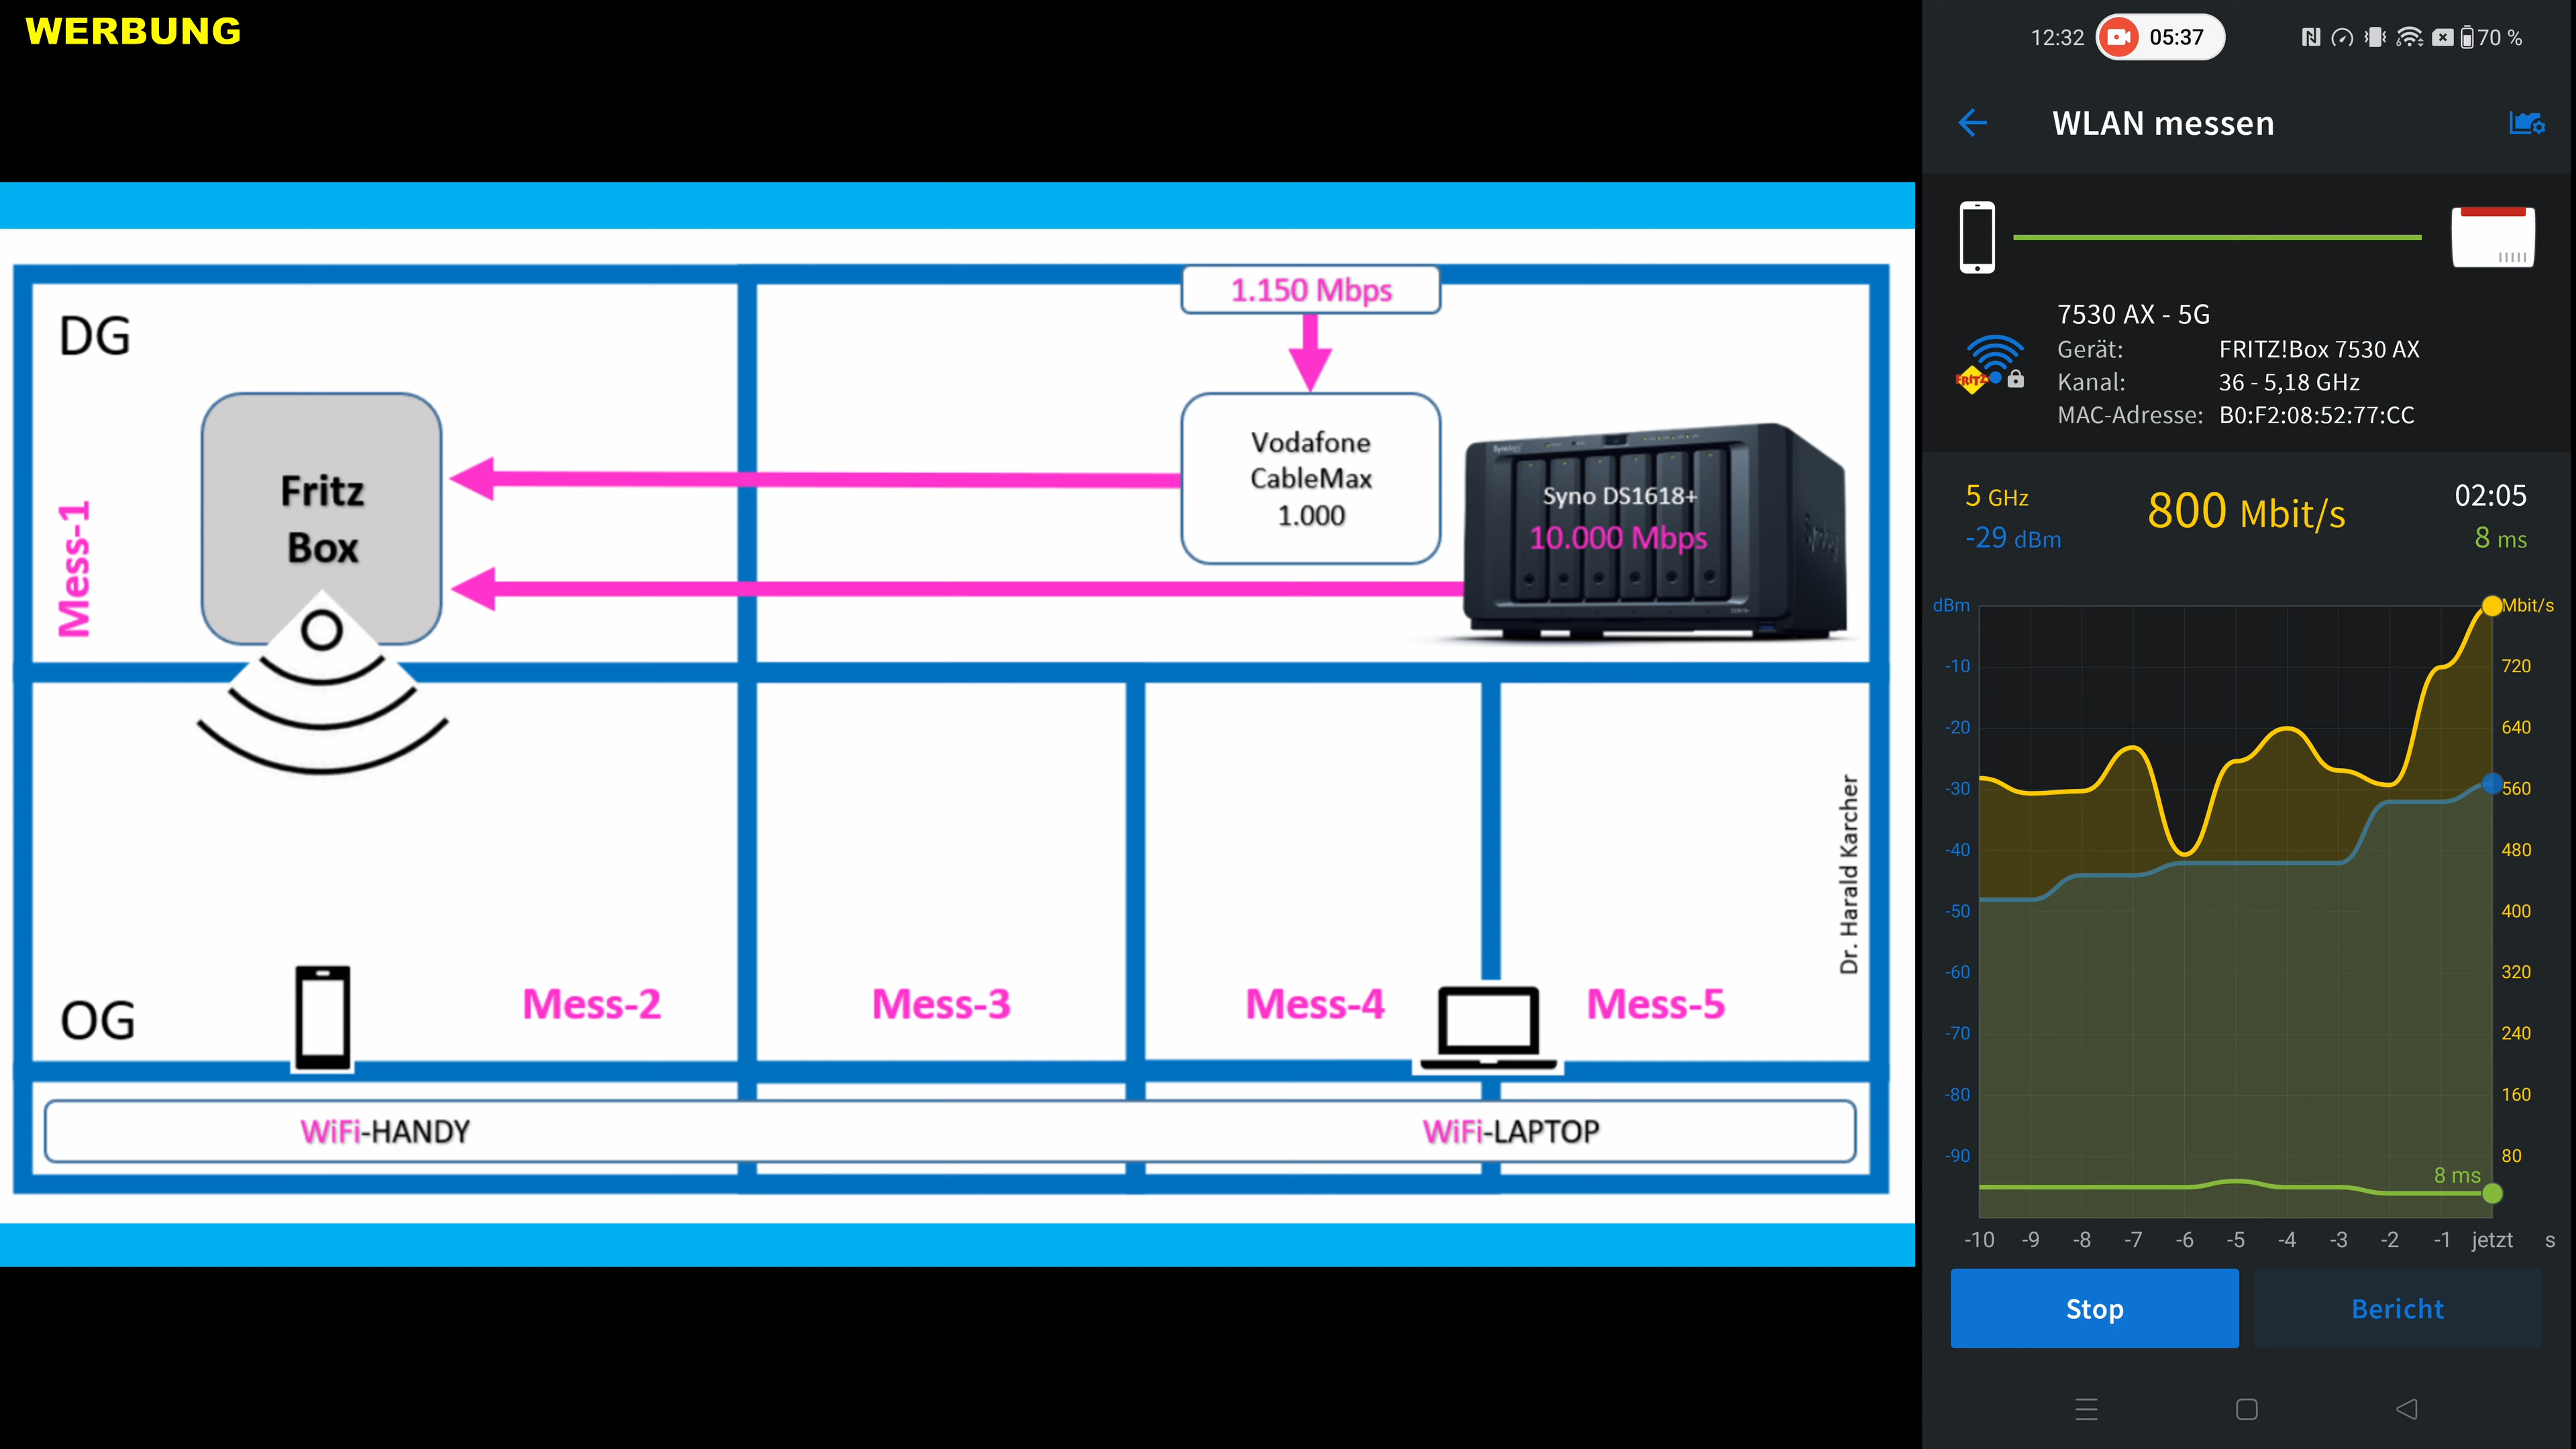 WERBUNG
DG
1.150 Mbps
Fritz
Box
Vodafone
CableMax
1.000
Synology
Syno DS1618+
10.000 Mbps
Mess-1
OG
Mess-2
Mess-3
Mess-4
Mess-5
Dr. Harald Karcher
WiFi-HANDY
WiFi-LAPTOP
12:32
05:37
70 %
WLAN messen
7530 AX - 5G
Gerät: FRITZ!Box 7530 AX
Kanal: 36 - 5,18 GHz
MAC-Adresse: B0:F2:08:52:77:CC
FRITZ!
5 GHz
800 Mbit/s
02:05
-29 dBm
8 ms
dBm
Mbit/s
-10
720
-20
640
-30
560
-40
480
-50
400
-60
320
-70
240
-80
160
-90
80
8 ms
-10 -9 -8 -7 -6 -5 -4 -3 -2 -1 jetzt s
Stop
Bericht